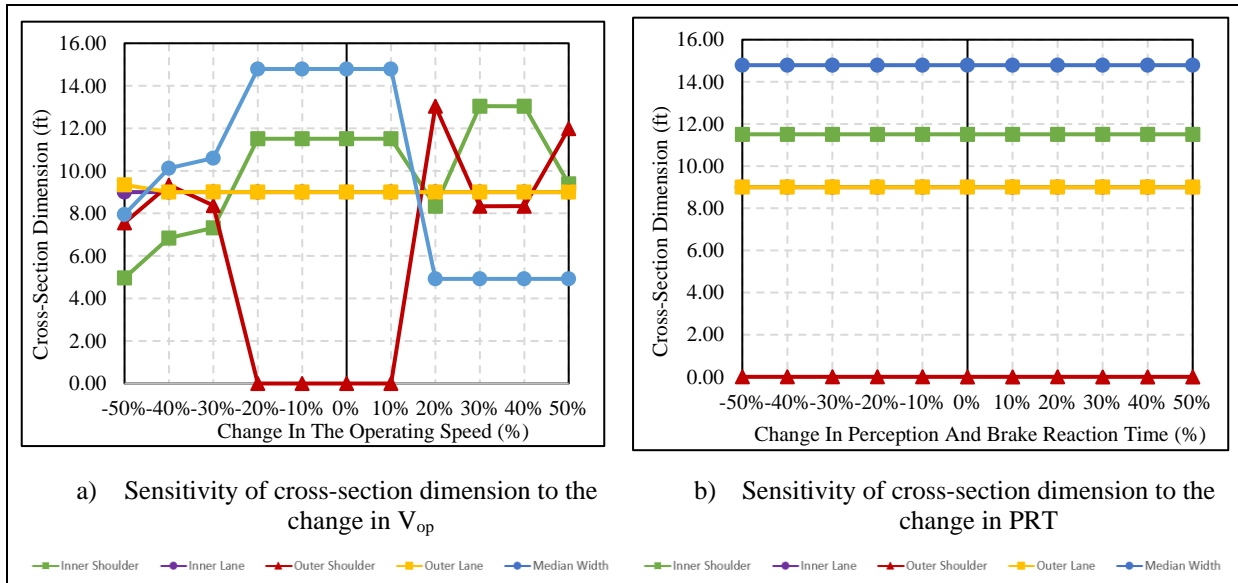 16.00
14.00
12.00
10.00
8.00
6.00
4.00
2.00
0.00
Cross-Section Dimension (ft)
-50%-40%-30%-20%-10% 0% 10% 20% 30% 40% 50%
Change In The Operating Speed (%)
a) Sensitivity of cross-section dimension to the
change in Vop
Inner Shoulder Inner Lane Outer Shoulder Outer Lane Median Width
16.00
14.00
12.00
10.00
8.00
6.00
4.00
2.00
0.00
Cross-Section Dimension (ft)
-50% -40% -30% -20% -10% 0% 10% 20% 30% 40% 50%
Change In Perception And Brake Reaction Time (%)
b) Sensitivity of cross-section dimension to the
change in PRT
Inner Shoulder Inner Lane Outer Shoulder Outer Lane Median Width